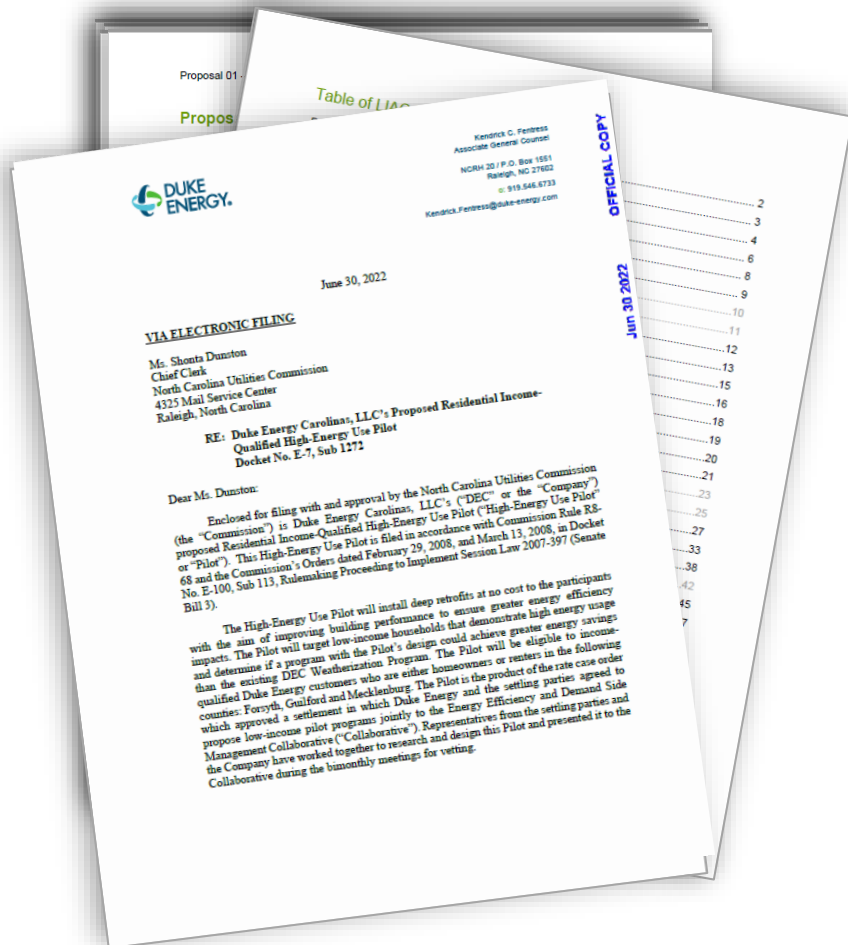 Proposal 01 -
Propos
Table of LIAC
2
3
4
6
8
9
10
11
12
13
15
16
18
19
20
21
23
25
27
33
38
42
45
7
DUKE
ENERGY®
Kendrick C. Fentress
Associate General Counsel
NCRH 20 / P.O. Box 1551
Raleigh, NC 27602
o: 919.546.6733
Kendrick.Fentress@duke-energy.com
OFFICIAL COPY
Jun 30 2022
June 30, 2022
VIA ELECTRONIC FILING
Ms. Shonta Dunston
Chief Clerk
North Carolina Utilities Commission
4325 Mail Service Center
Raleigh, North Carolina
RE: Duke Energy Carolinas, LLC's Proposed Residential Income-
Qualified High-Energy Use Pilot
Docket No. E-7, Sub 1272
Dear Ms. Dunston:
Enclosed for filing with and approval by the North Carolina Utilities Commission
(the "Commission") is Duke Energy Carolinas, LLC's ("DEC" or the "Company")
proposed Residential Income-Qualified High-Energy Use Pilot ("High-Energy Use Pilot"
or "Pilot"). This High-Energy Use Pilot is filed in accordance with Commission Rule R8-
68 and the Commission's Orders dated February 29, 2008, and March 13, 2008, in Docket
No. E-100, Sub 113, Rulemaking Proceeding to Implement Session Law 2007-397 (Senate
Bill 3).
The High-Energy Use Pilot will install deep retrofits at no cost to the participants
with the aim of improving building performance to ensure greater energy efficiency
impacts. The Pilot will target low-income households that demonstrate high energy usage
and determine if a program with the Pilot's design could achieve greater energy savings
than the existing DEC Weatherization Program. The Pilot will be eligible to income-
qualified Duke Energy customers who are either homeowners or renters in the following
counties: Forsyth, Guilford and Mecklenburg. The Pilot is the product of the rate case order
which approved a settlement in which Duke Energy and the settling parties agreed to
propose low-income pilot programs jointly to the Energy Efficiency and Demand Side
Management Collaborative ("Collaborative"). Representatives from the settling parties and
the Company have worked together to research and design this Pilot and presented it to the
Collaborative during the bimonthly meetings for vetting.